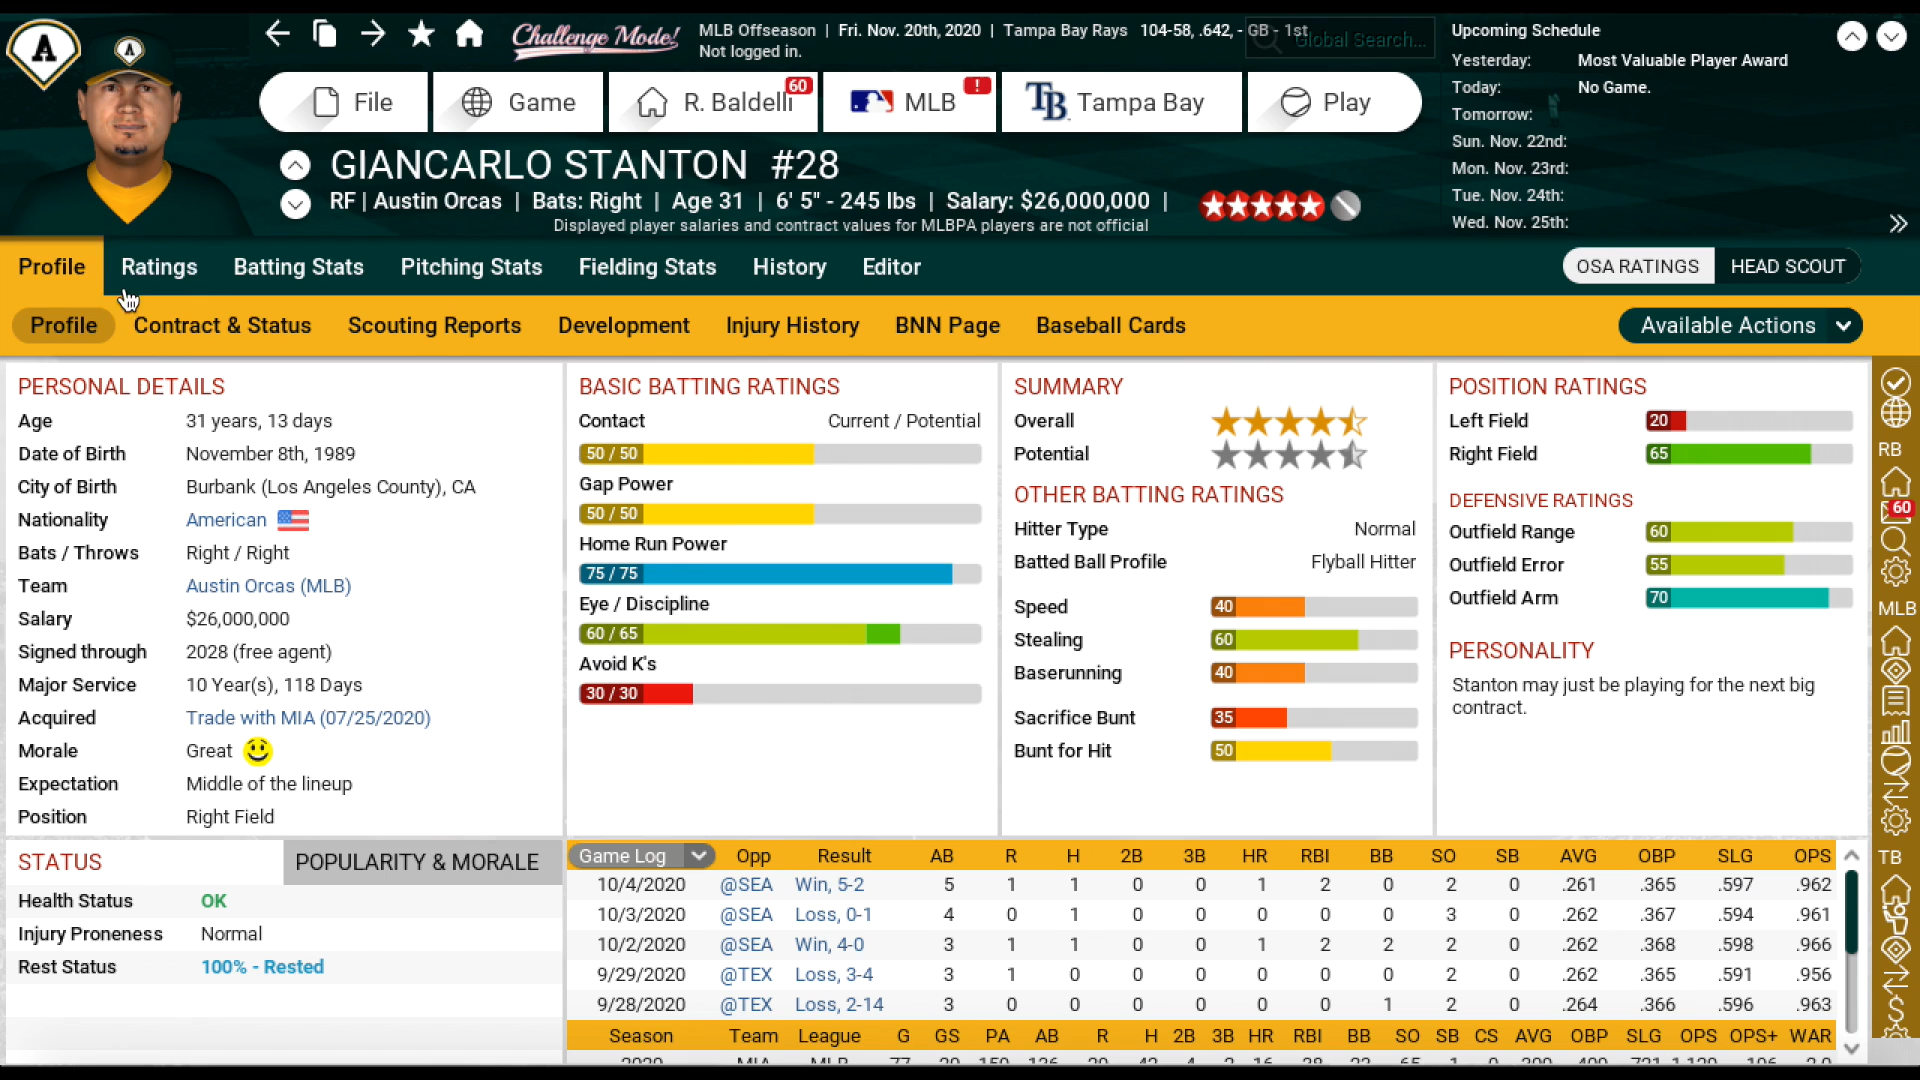 Challenge Mode!
MLB Offseason | Fri. Nov. 20th, 2020 | Tampa Bay Rays 104-58, .642, - GB - 1st
Not logged in.
Global Search...
File
Game
R. Baldelli 60
MLB !
TB Tampa Bay
Play
Upcoming Schedule
Yesterday: Most Valuable Player Award
Today: No Game.
Tomorrow:
Sun. Nov. 22nd:
Mon. Nov. 23rd:
Tue. Nov. 24th:
Wed. Nov. 25th:
A
GIANCARLO STANTON #28
RF | Austin Orcas | Bats: Right | Age 31 | 6' 5" - 245 lbs | Salary: $26,000,000 |
Displayed player salaries and contract values for MLBPA players are not official
Profile Ratings Batting Stats Pitching Stats Fielding Stats History Editor
OSA RATINGS HEAD SCOUT
Profile Contract & Status Scouting Reports Development Injury History BNN Page Baseball Cards
Available Actions
PERSONAL DETAILS
Age 31 years, 13 days
Date of Birth November 8th, 1989
City of Birth Burbank (Los Angeles County), CA
Nationality American
Bats / Throws Right / Right
Team Austin Orcas (MLB)
Salary $26,000,000
Signed through 2028 (free agent)
Major Service 10 Year(s), 118 Days
Acquired Trade with MIA (07/25/2020)
Morale Great
Expectation Middle of the lineup
Position Right Field
BASIC BATTING RATINGS
Contact Current / Potential
50 / 50
Gap Power
50 / 50
Home Run Power
75 / 75
Eye / Discipline
60 / 65
Avoid K's
30 / 30
SUMMARY
Overall
Potential
OTHER BATTING RATINGS
Hitter Type Normal
Batted Ball Profile Flyball Hitter
Speed 40
Stealing 60
Baserunning 40
Sacrifice Bunt 35
Bunt for Hit 50
POSITION RATINGS
Left Field 20
Right Field 65
DEFENSIVE RATINGS
Outfield Range 60
Outfield Error 55
Outfield Arm 70
PERSONALITY
Stanton may just be playing for the next big
contract.
RB
60
MLB
TB
STATUS
POPULARITY & MORALE
Health Status OK
Injury Proneness Normal
Rest Status 100% - Rested
Game Log Opp Result AB R H 2B 3B HR RBI BB SO SB AVG OBP SLG OPS
10/4/2020 @SEA Win, 5-2 5 1 1 0 0 1 2 0 2 0 .261 .365 .597 .962
10/3/2020 @SEA Loss, 0-1 4 0 1 0 0 0 0 0 3 0 .262 .367 .594 .961
10/2/2020 @SEA Win, 4-0 3 1 1 0 0 1 2 2 2 0 .262 .368 .598 .966
9/29/2020 @TEX Loss, 3-4 3 1 0 0 0 0 0 0 2 0 .262 .365 .591 .956
9/28/2020 @TEX Loss, 2-14 3 0 0 0 0 0 0 1 2 0 .264 .366 .596 .963
Season Team League G GS PA AB R H 2B 3B HR RBI BB SO SB CS AVG OBP SLG OPS OPS+ WAR
2020 MIA MLB